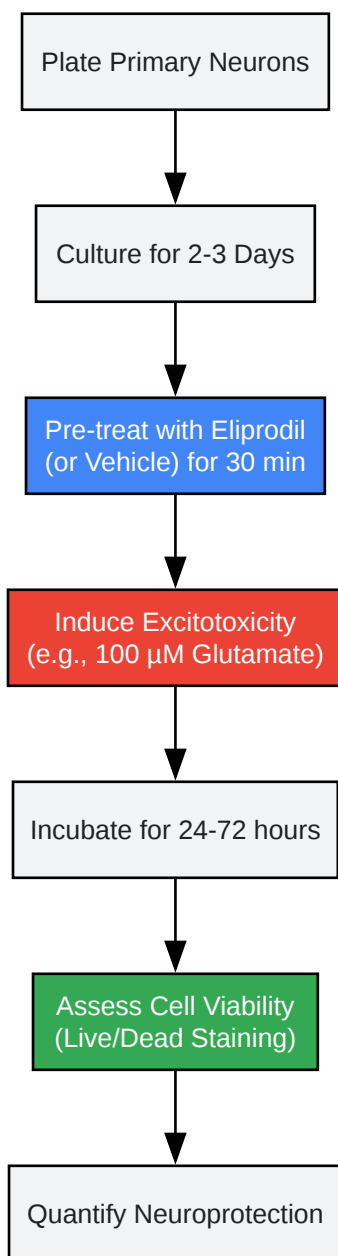 Plate Primary Neurons
Culture for 2-3 Days
Pre-treat with Eliprodil
(or Vehicle) for 30 min
Induce Excitotoxicity
(e.g., 100 µM Glutamate)
Incubate for 24-72 hours
Assess Cell Viability
(Live/Dead Staining)
Quantify Neuroprotection